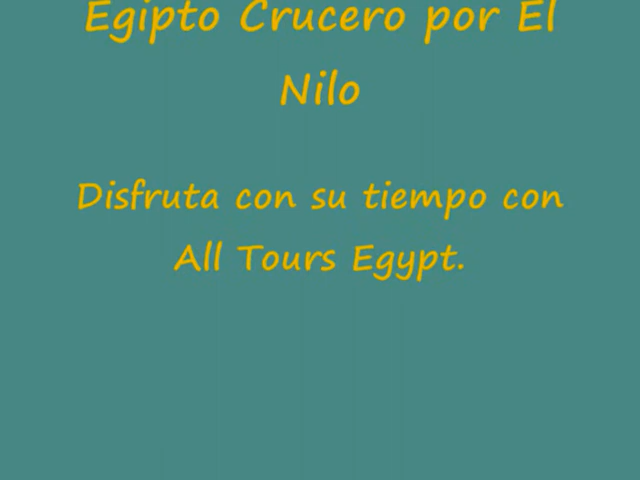 Egipto Crucero por El
Nilo
Disfruta con su tiempo con
All Tours Egypt.